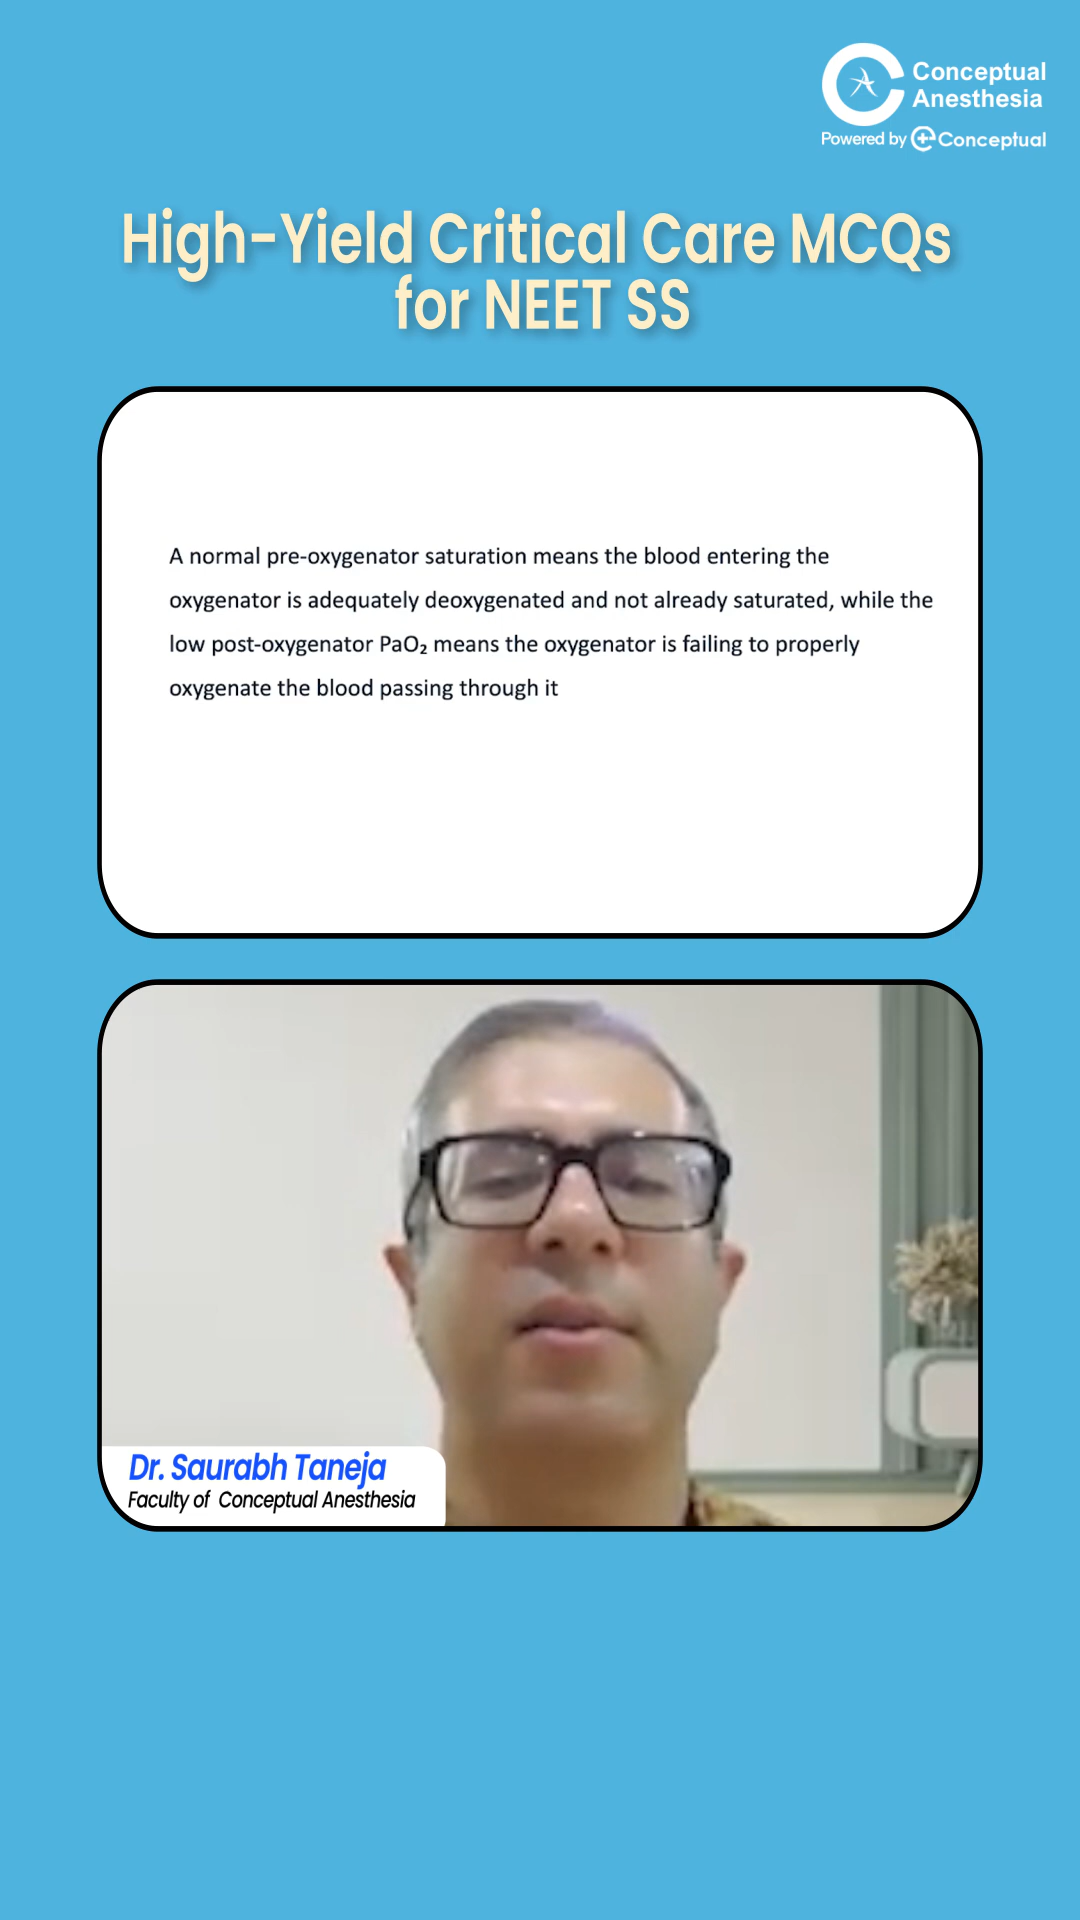 Conceptual
Anesthesia
Powered by Conceptual
High-Yield Critical Care MCQs
for NEET SS
A normal pre-oxygenator saturation means the blood entering the
oxygenator is adequately deoxygenated and not already saturated, while the
low post-oxygenator PaO₂ means the oxygenator is failing to properly
oxygenate the blood passing through it
Dr. Saurabh Taneja
Faculty of Conceptual Anesthesia